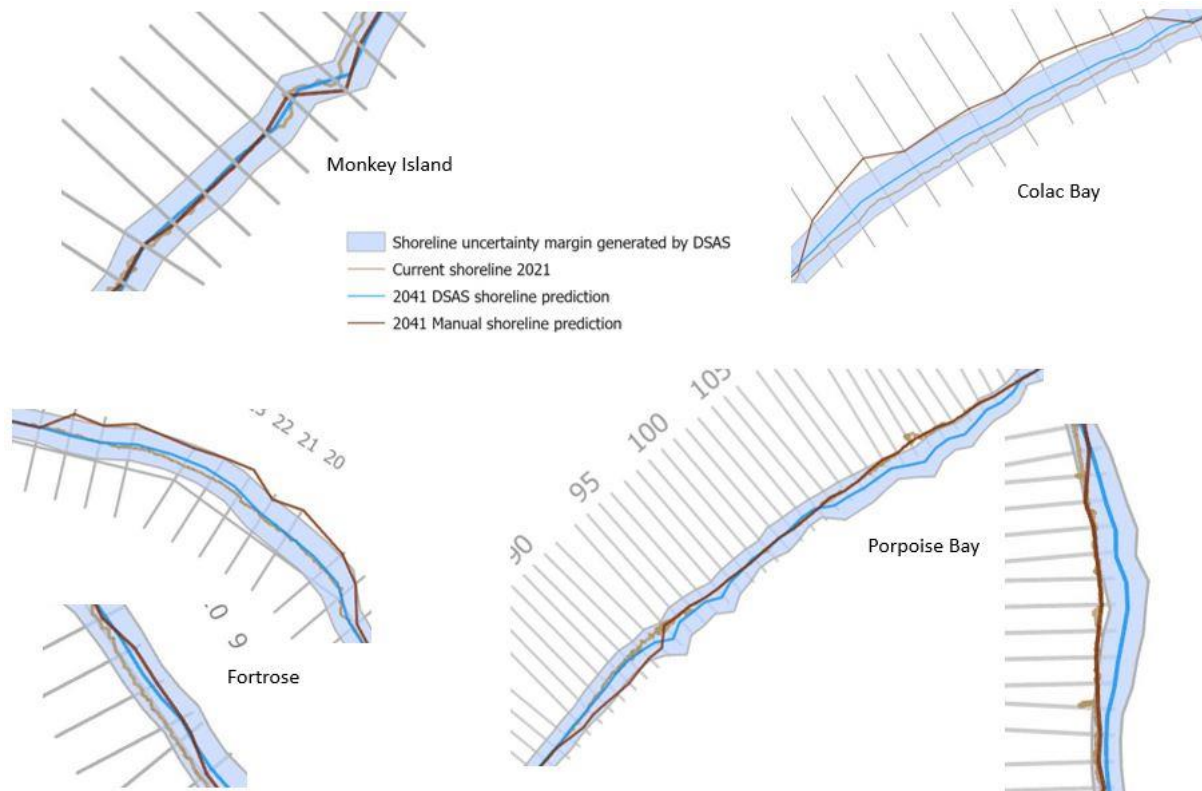 Monkey Island
Colac Bay
Shoreline uncertainty margin generated by DSAS
Current shoreline 2021
2041 DSAS shoreline prediction
2041 Manual shoreline prediction
22
21
20
9
Fortrose
105
100
95
90
Porpoise Bay